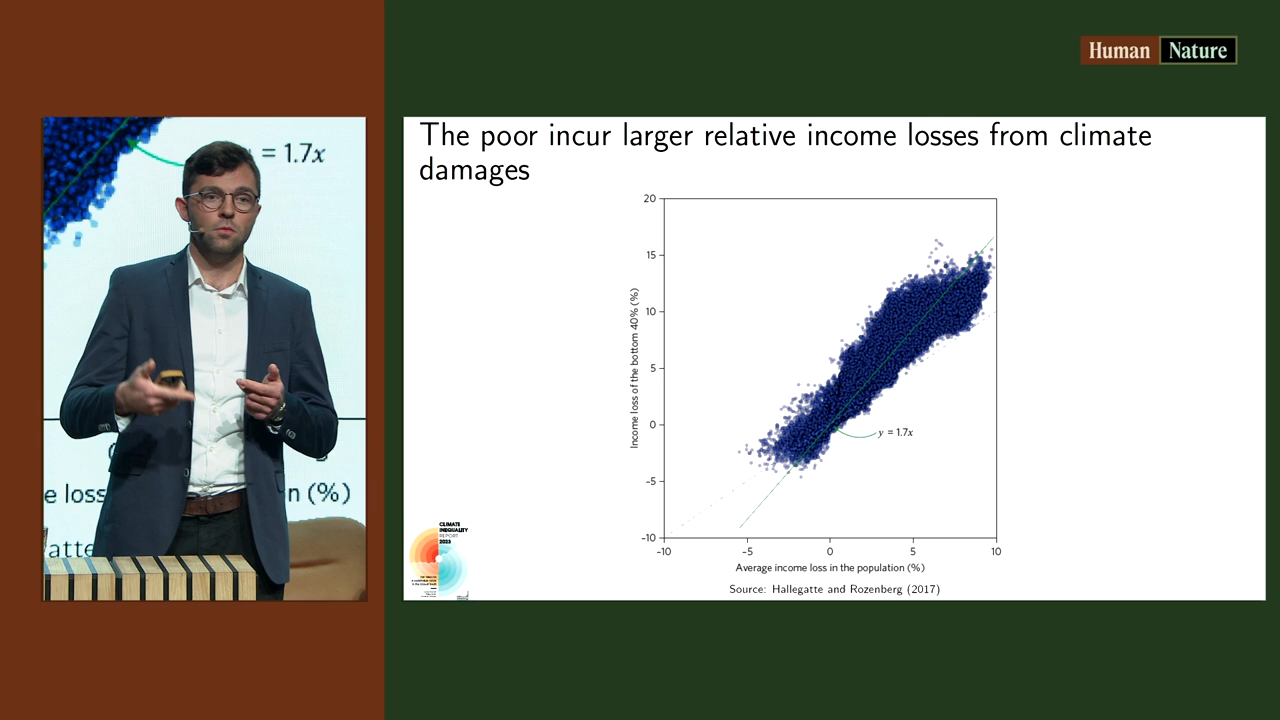 Human Nature
= 1.7x
e loss
n (%)
atte
The poor incur larger relative income losses from climate
damages
20
15
10
5
0
-5
-10
-10 -5 0 5 10
Income loss of the bottom 40% (%)
y = 1.7x
Average income loss in the population (%)
Source: Hallegatte and Rozenberg (2017)
CLIMATE
INEQUALITY
REPORT
2023